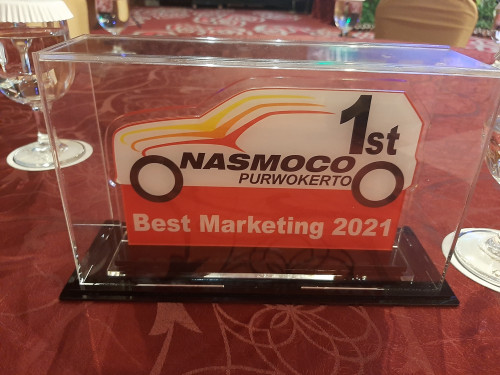 1st
NASMOCO
PURWOKERTO
Best Marketing 2021